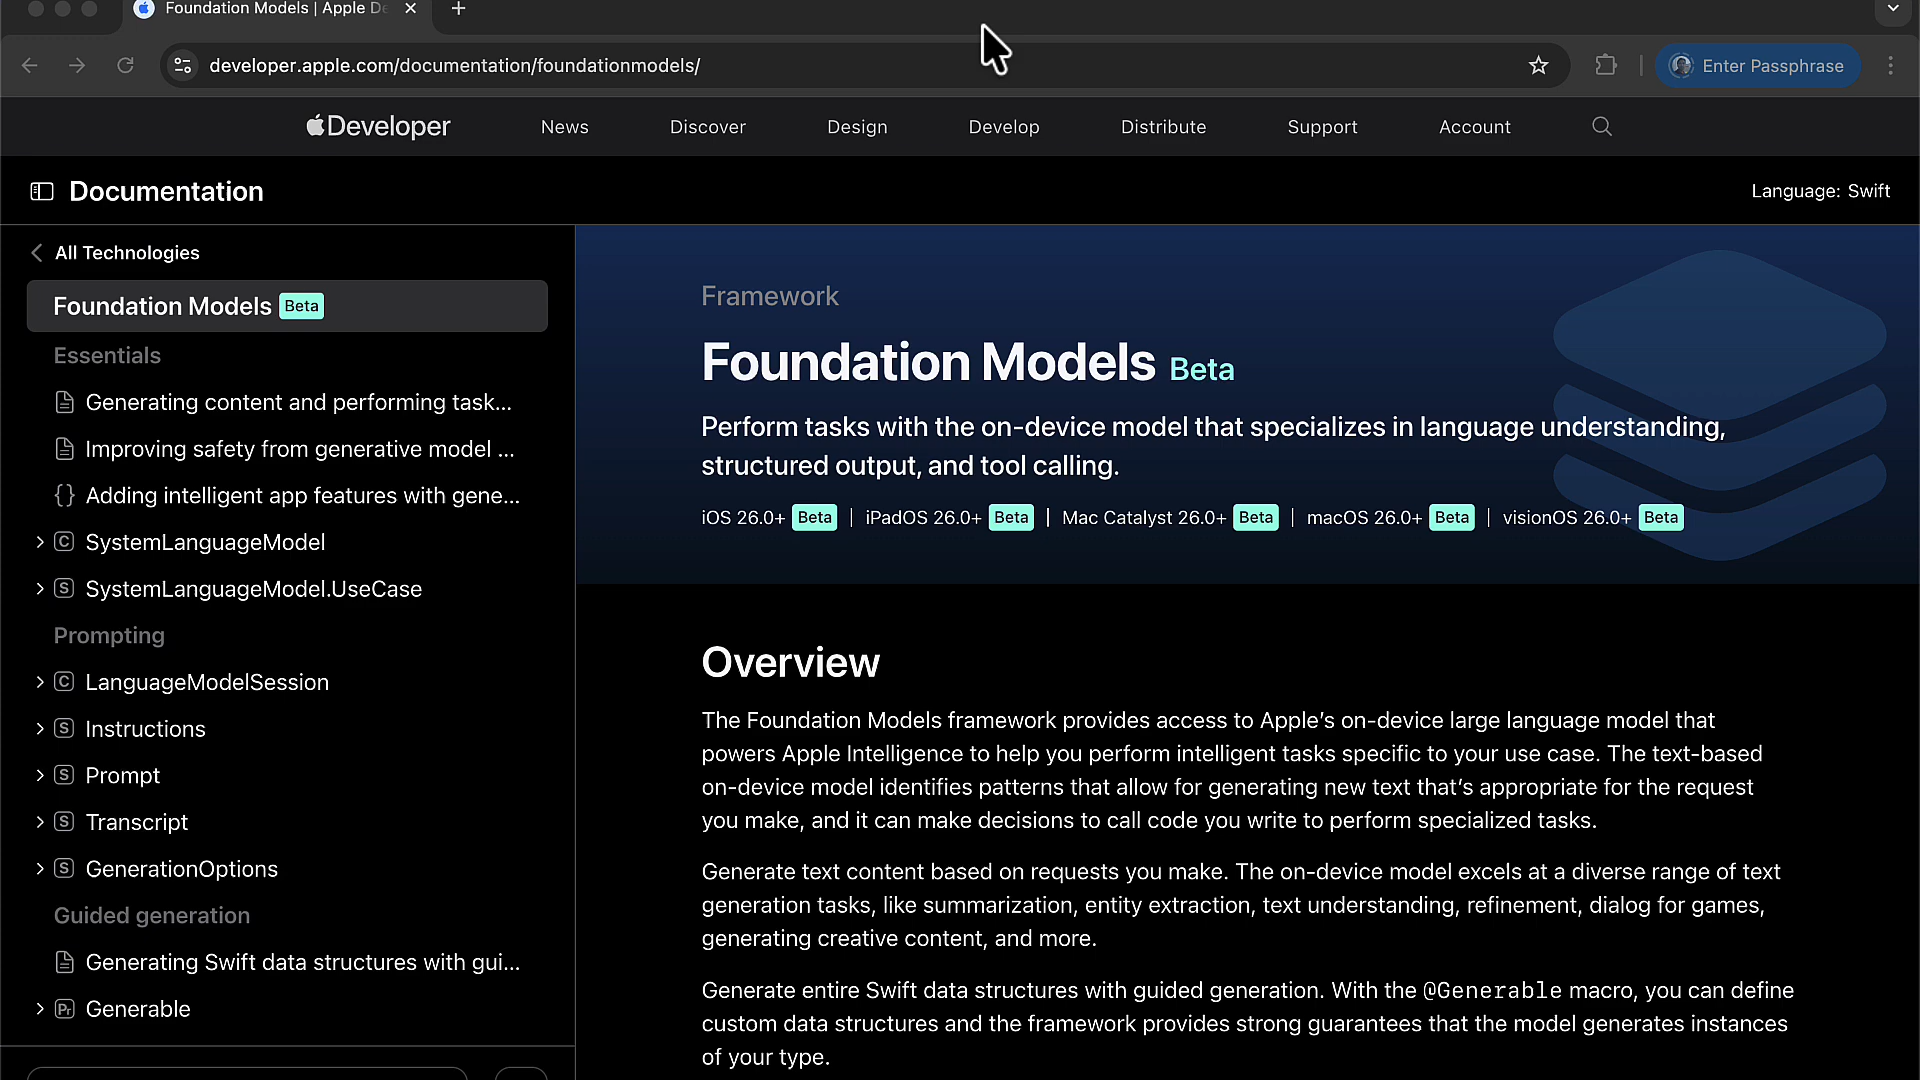 Foundation Models | Apple De
developer.apple.com/documentation/foundationmodels/
Enter Passphrase
Developer
News
Discover
Design
Develop
Distribute
Support
Account
Documentation
Language: Swift
All Technologies
Foundation Models Beta
Essentials
Generating content and performing task...
Improving safety from generative model ...
{} Adding intelligent app features with gene...
C SystemLanguageModel
S SystemLanguageModel.UseCase
Prompting
C LanguageModelSession
S Instructions
S Prompt
S Transcript
S GenerationOptions
Guided generation
Generating Swift data structures with gui...
Pr Generable
Framework
Foundation Models Beta
Perform tasks with the on-device model that specializes in language understanding,
structured output, and tool calling.
iOS 26.0+ Beta | iPadOS 26.0+ Beta | Mac Catalyst 26.0+ Beta | macOS 26.0+ Beta | visionOS 26.0+ Beta
Overview
The Foundation Models framework provides access to Apple’s on-device large language model that
powers Apple Intelligence to help you perform intelligent tasks specific to your use case. The text-based
on-device model identifies patterns that allow for generating new text that’s appropriate for the request
you make, and it can make decisions to call code you write to perform specialized tasks.
Generate text content based on requests you make. The on-device model excels at a diverse range of text
generation tasks, like summarization, entity extraction, text understanding, refinement, dialog for games,
generating creative content, and more.
Generate entire Swift data structures with guided generation. With the @Generable macro, you can define
custom data structures and the framework provides strong guarantees that the model generates instances
of your type.